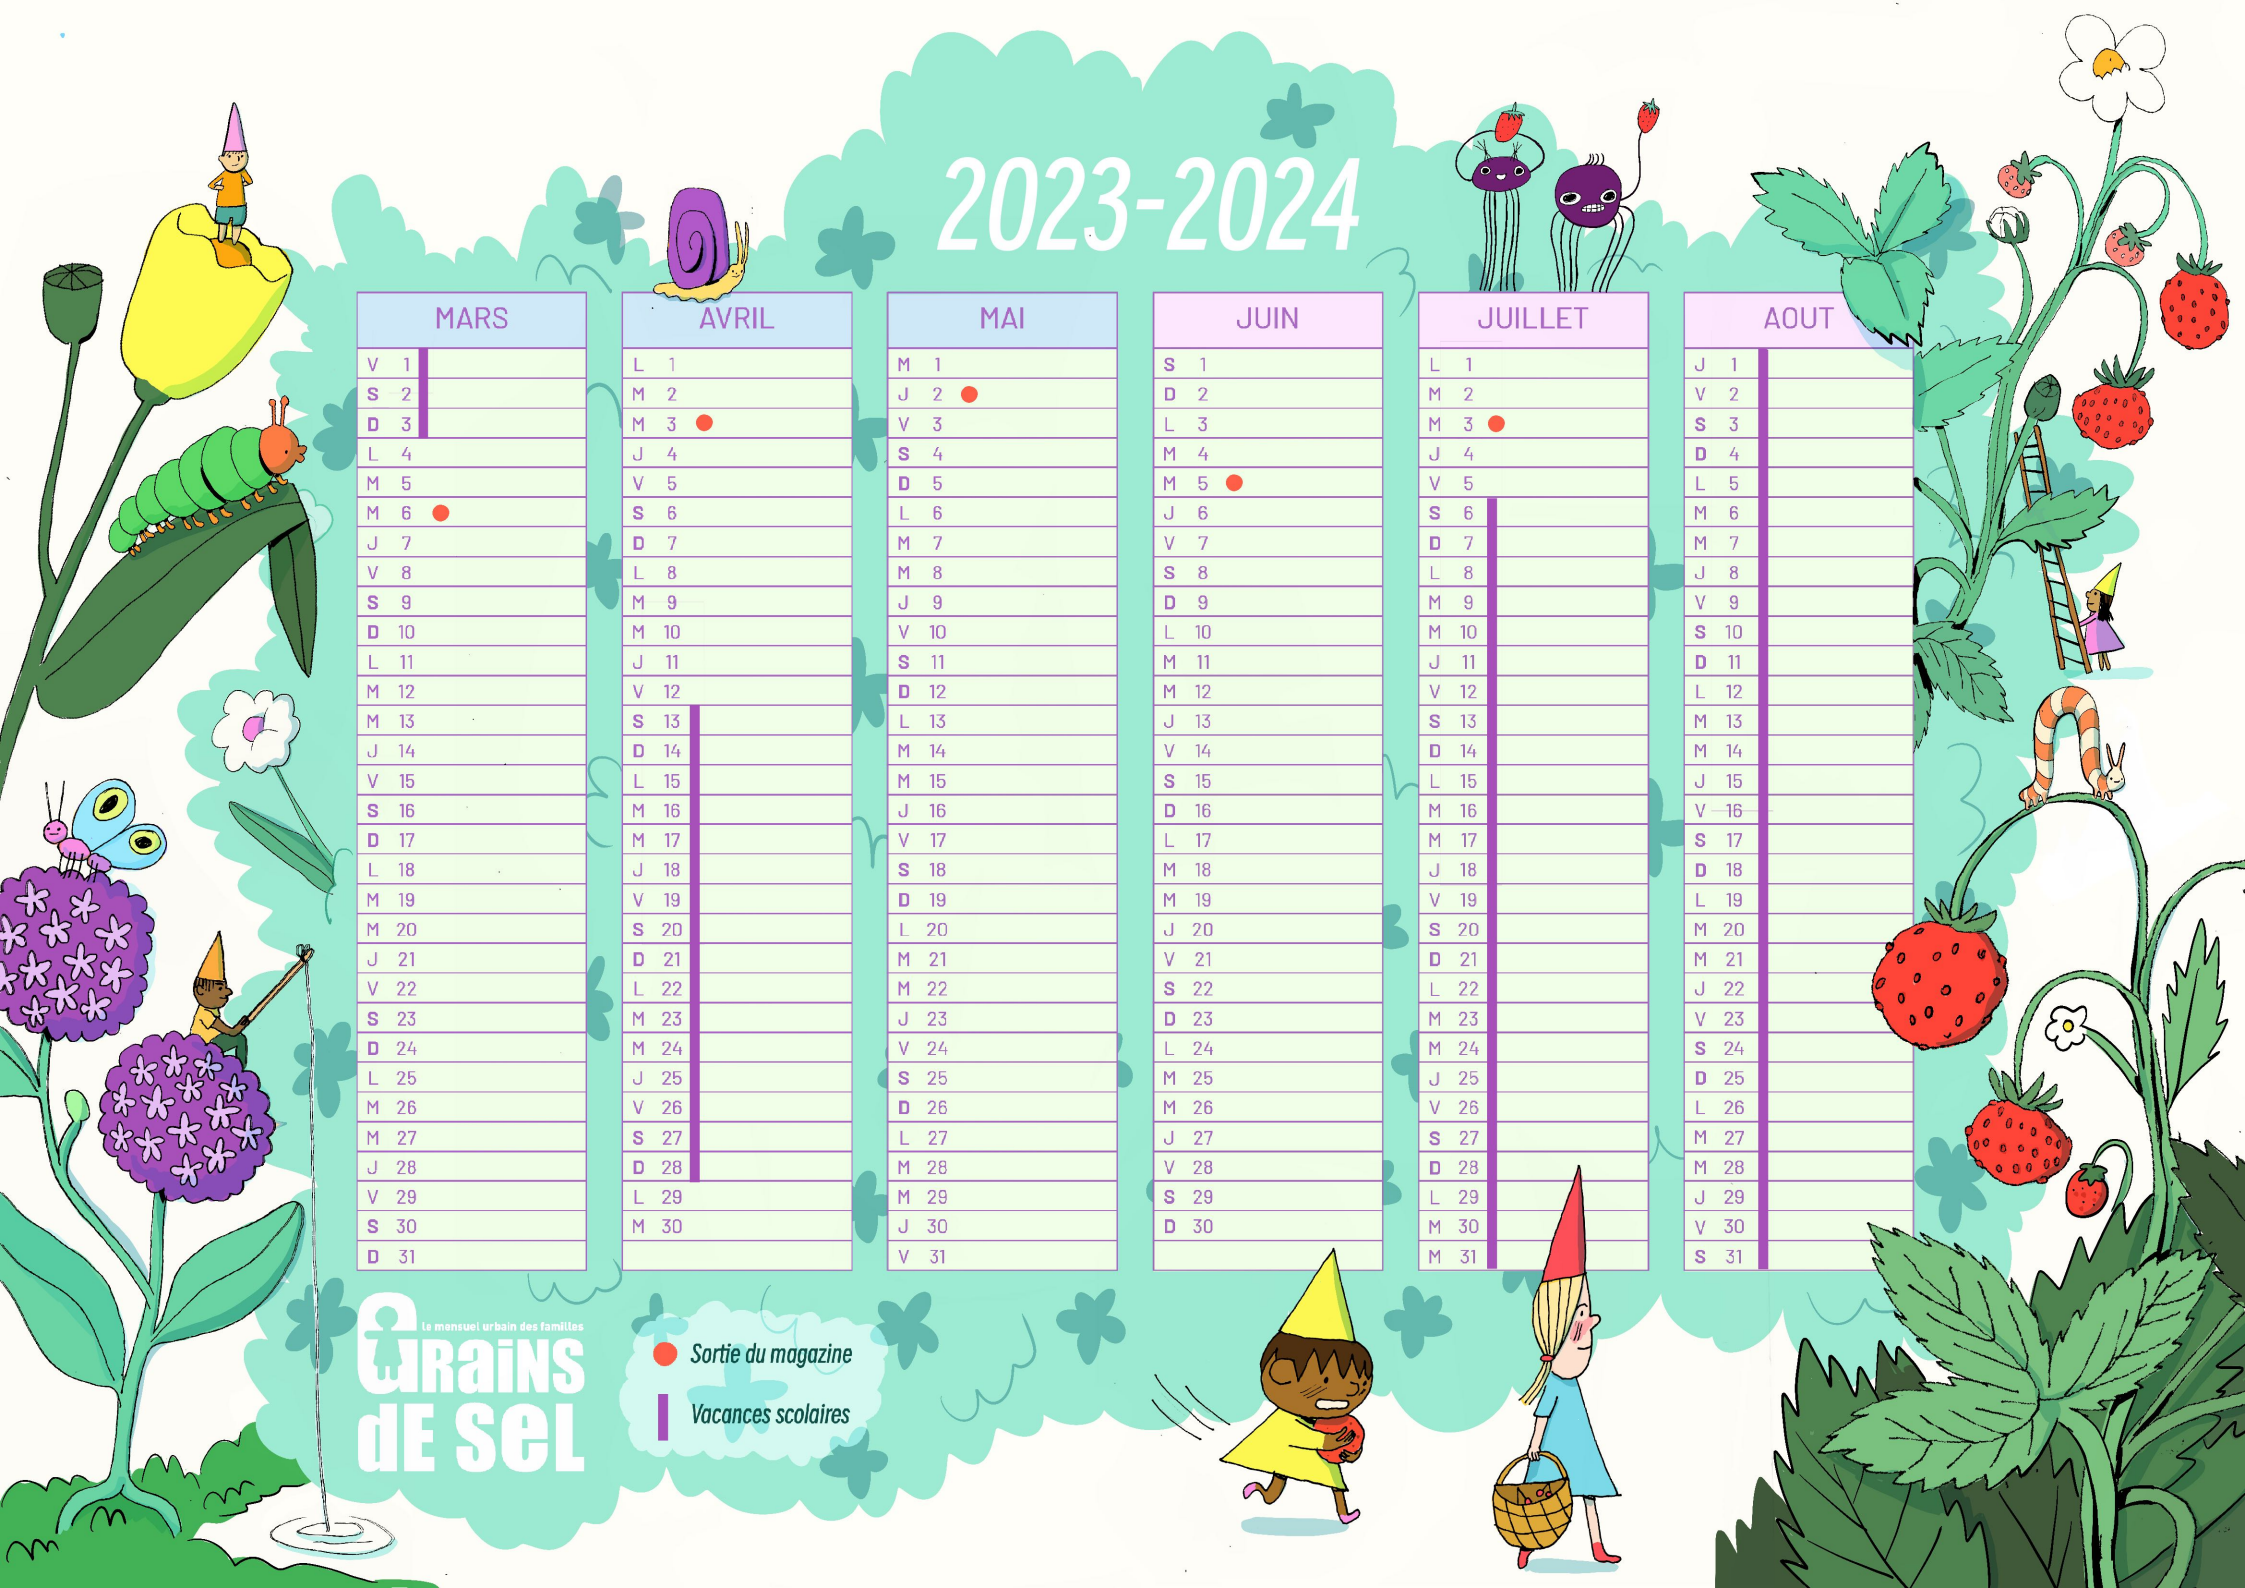 2023-2024
MARS
V 1
S 2
D 3
L 4
M 5
M 6
J 7
V 8
S 9
D 10
L 11
M 12
M 13
J 14
V 15
S 16
D 17
L 18
M 19
M 20
J 21
V 22
S 23
D 24
L 25
M 26
M 27
J 28
V 29
S 30
D 31
AVRIL
L 1
M 2
M 3
J 4
V 5
S 6
D 7
L 8
M 9
M 10
J 11
V 12
S 13
D 14
L 15
M 16
M 17
J 18
V 19
S 20
D 21
L 22
M 23
M 24
J 25
V 26
S 27
D 28
L 29
M 30
MAI
M 1
J 2
V 3
S 4
D 5
L 6
M 7
M 8
J 9
V 10
S 11
D 12
L 13
M 14
M 15
J 16
V 17
S 18
D 19
L 20
M 21
M 22
J 23
V 24
S 25
D 26
L 27
M 28
M 29
J 30
V 31
JUIN
S 1
D 2
L 3
M 4
M 5
J 6
V 7
S 8
D 9
L 10
M 11
M 12
J 13
V 14
S 15
D 16
L 17
M 18
M 19
J 20
V 21
S 22
D 23
L 24
M 25
M 26
J 27
V 28
S 29
D 30
JUILLET
L 1
M 2
M 3
J 4
V 5
S 6
D 7
L 8
M 9
M 10
J 11
V 12
S 13
D 14
L 15
M 16
M 17
J 18
V 19
S 20
D 21
L 22
M 23
M 24
J 25
V 26
S 27
D 28
L 29
M 30
M 31
AOUT
J 1
V 2
S 3
D 4
L 5
M 6
M 7
J 8
V 9
S 10
D 11
L 12
M 13
M 14
J 15
V 16
S 17
D 18
L 19
M 20
M 21
J 22
V 23
S 24
D 25
L 26
M 27
M 28
J 29
V 30
S 31
le mensuel urbain des familles
GRaiNS
dE SeL
Sortie du magazine
Vacances scolaires